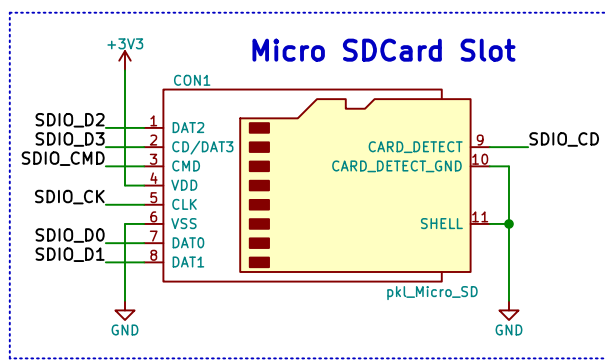 Micro SDCard Slot
+3V3
CON1
SDIO_D2 1 DAT2
SDIO_D3 2 CD/DAT3 CARD_DETECT 9 SDIO_CD
SDIO_CMD 3 CMD CARD_DETECT_GND 10
4 VDD
SDIO_CK 5 CLK
6 VSS SHELL 11
SDIO_D0 7 DAT0
SDIO_D1 8 DAT1
pkl_Micro_SD
GND GND